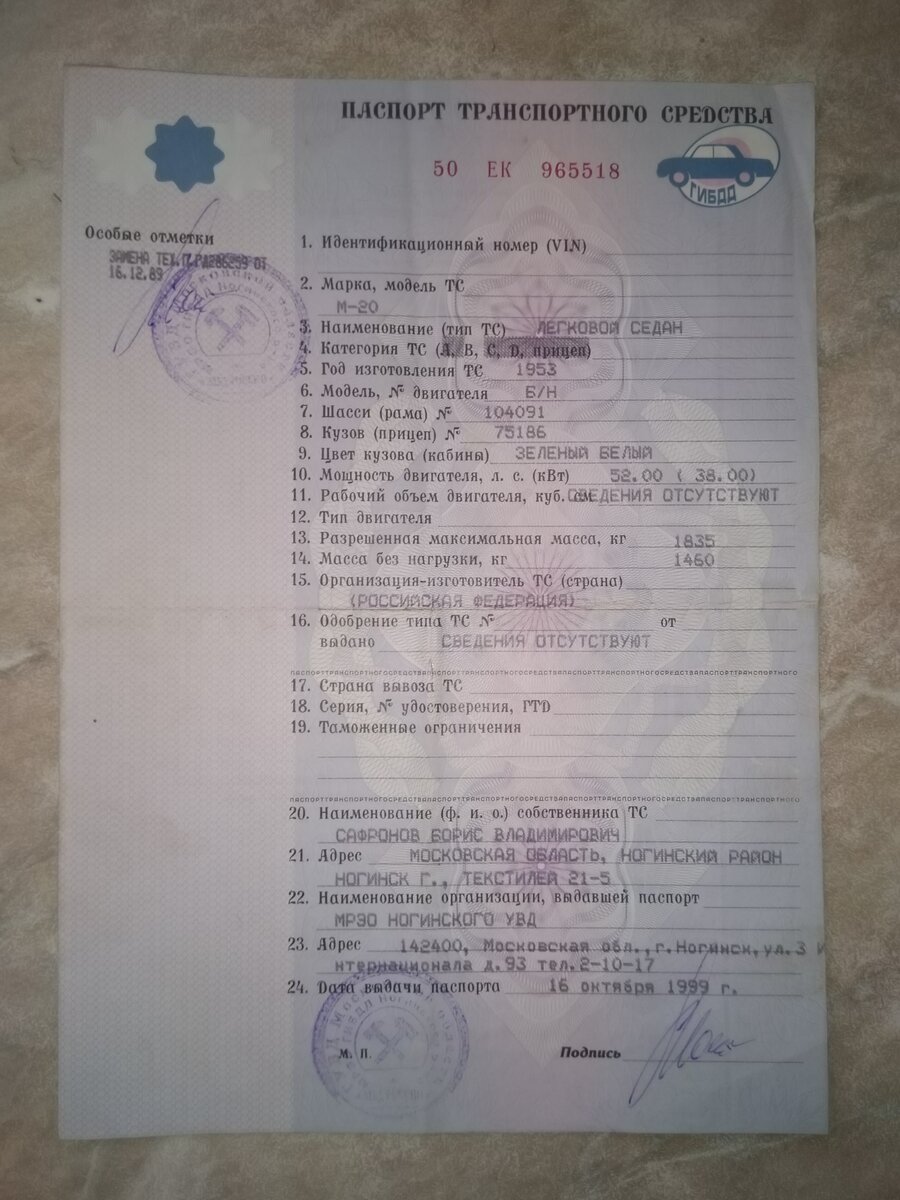 ПАСПОРТ ТРАНСПОРТНОГО СРЕДСТВА
50 ЕК 965518
ГИБДД
Особые отметки
ЗАМЕНА ТЕХ.П.РД286259 ОТ
16.12.89
1. Идентификационный номер (VIN)
2. Марка, модель ТС
М-20
3. Наименование (тип ТС) ЛЕГКОВОЙ СЕДАН
4. Категория ТС (A, B, C, D, прицеп)
5. Год изготовления ТС 1953
6. Модель, № двигателя Б/Н
7. Шасси (рама) № 104091
8. Кузов (прицеп) № 75186
9. Цвет кузова (кабины) ЗЕЛЕНЫЙ БЕЛЫЙ
10. Мощность двигателя, л. с. (кВт) 52.00 ( 38.00)
11. Рабочий объем двигателя, куб. см СВЕДЕНИЯ ОТСУТСТВУЮТ
12. Тип двигателя
13. Разрешенная максимальная масса, кг 1835
14. Масса без нагрузки, кг 1460
15. Организация-изготовитель ТС (страна)
(РОССИЙСКАЯ ФЕДЕРАЦИЯ)
16. Одобрение типа ТС № от
выдано СВЕДЕНИЯ ОТСУТСТВУЮТ
17. Страна вывоза ТС
18. Серия, № удостоверения, ГТД
19. Таможенные ограничения
20. Наименование (ф. и. о.) собственника ТС
САФРОНОВ БОРИС ВЛАДИМИРОВИЧ
21. Адрес МОСКОВСКАЯ ОБЛАСТЬ, НОГИНСКИЙ РАЙОН
НОГИНСК Г., ТЕКСТИЛЕЙ 21-5
22. Наименование организации, выдавшей паспорт
МРЭО НОГИНСКОГО УВД
23. Адрес 142400, Московская обл.,г.Ногинск,ул.3 И
нтернационала д.93 тел.2-10-17
24. Дата выдачи паспорта 16 октября 1999 г.
М. П. Подпись